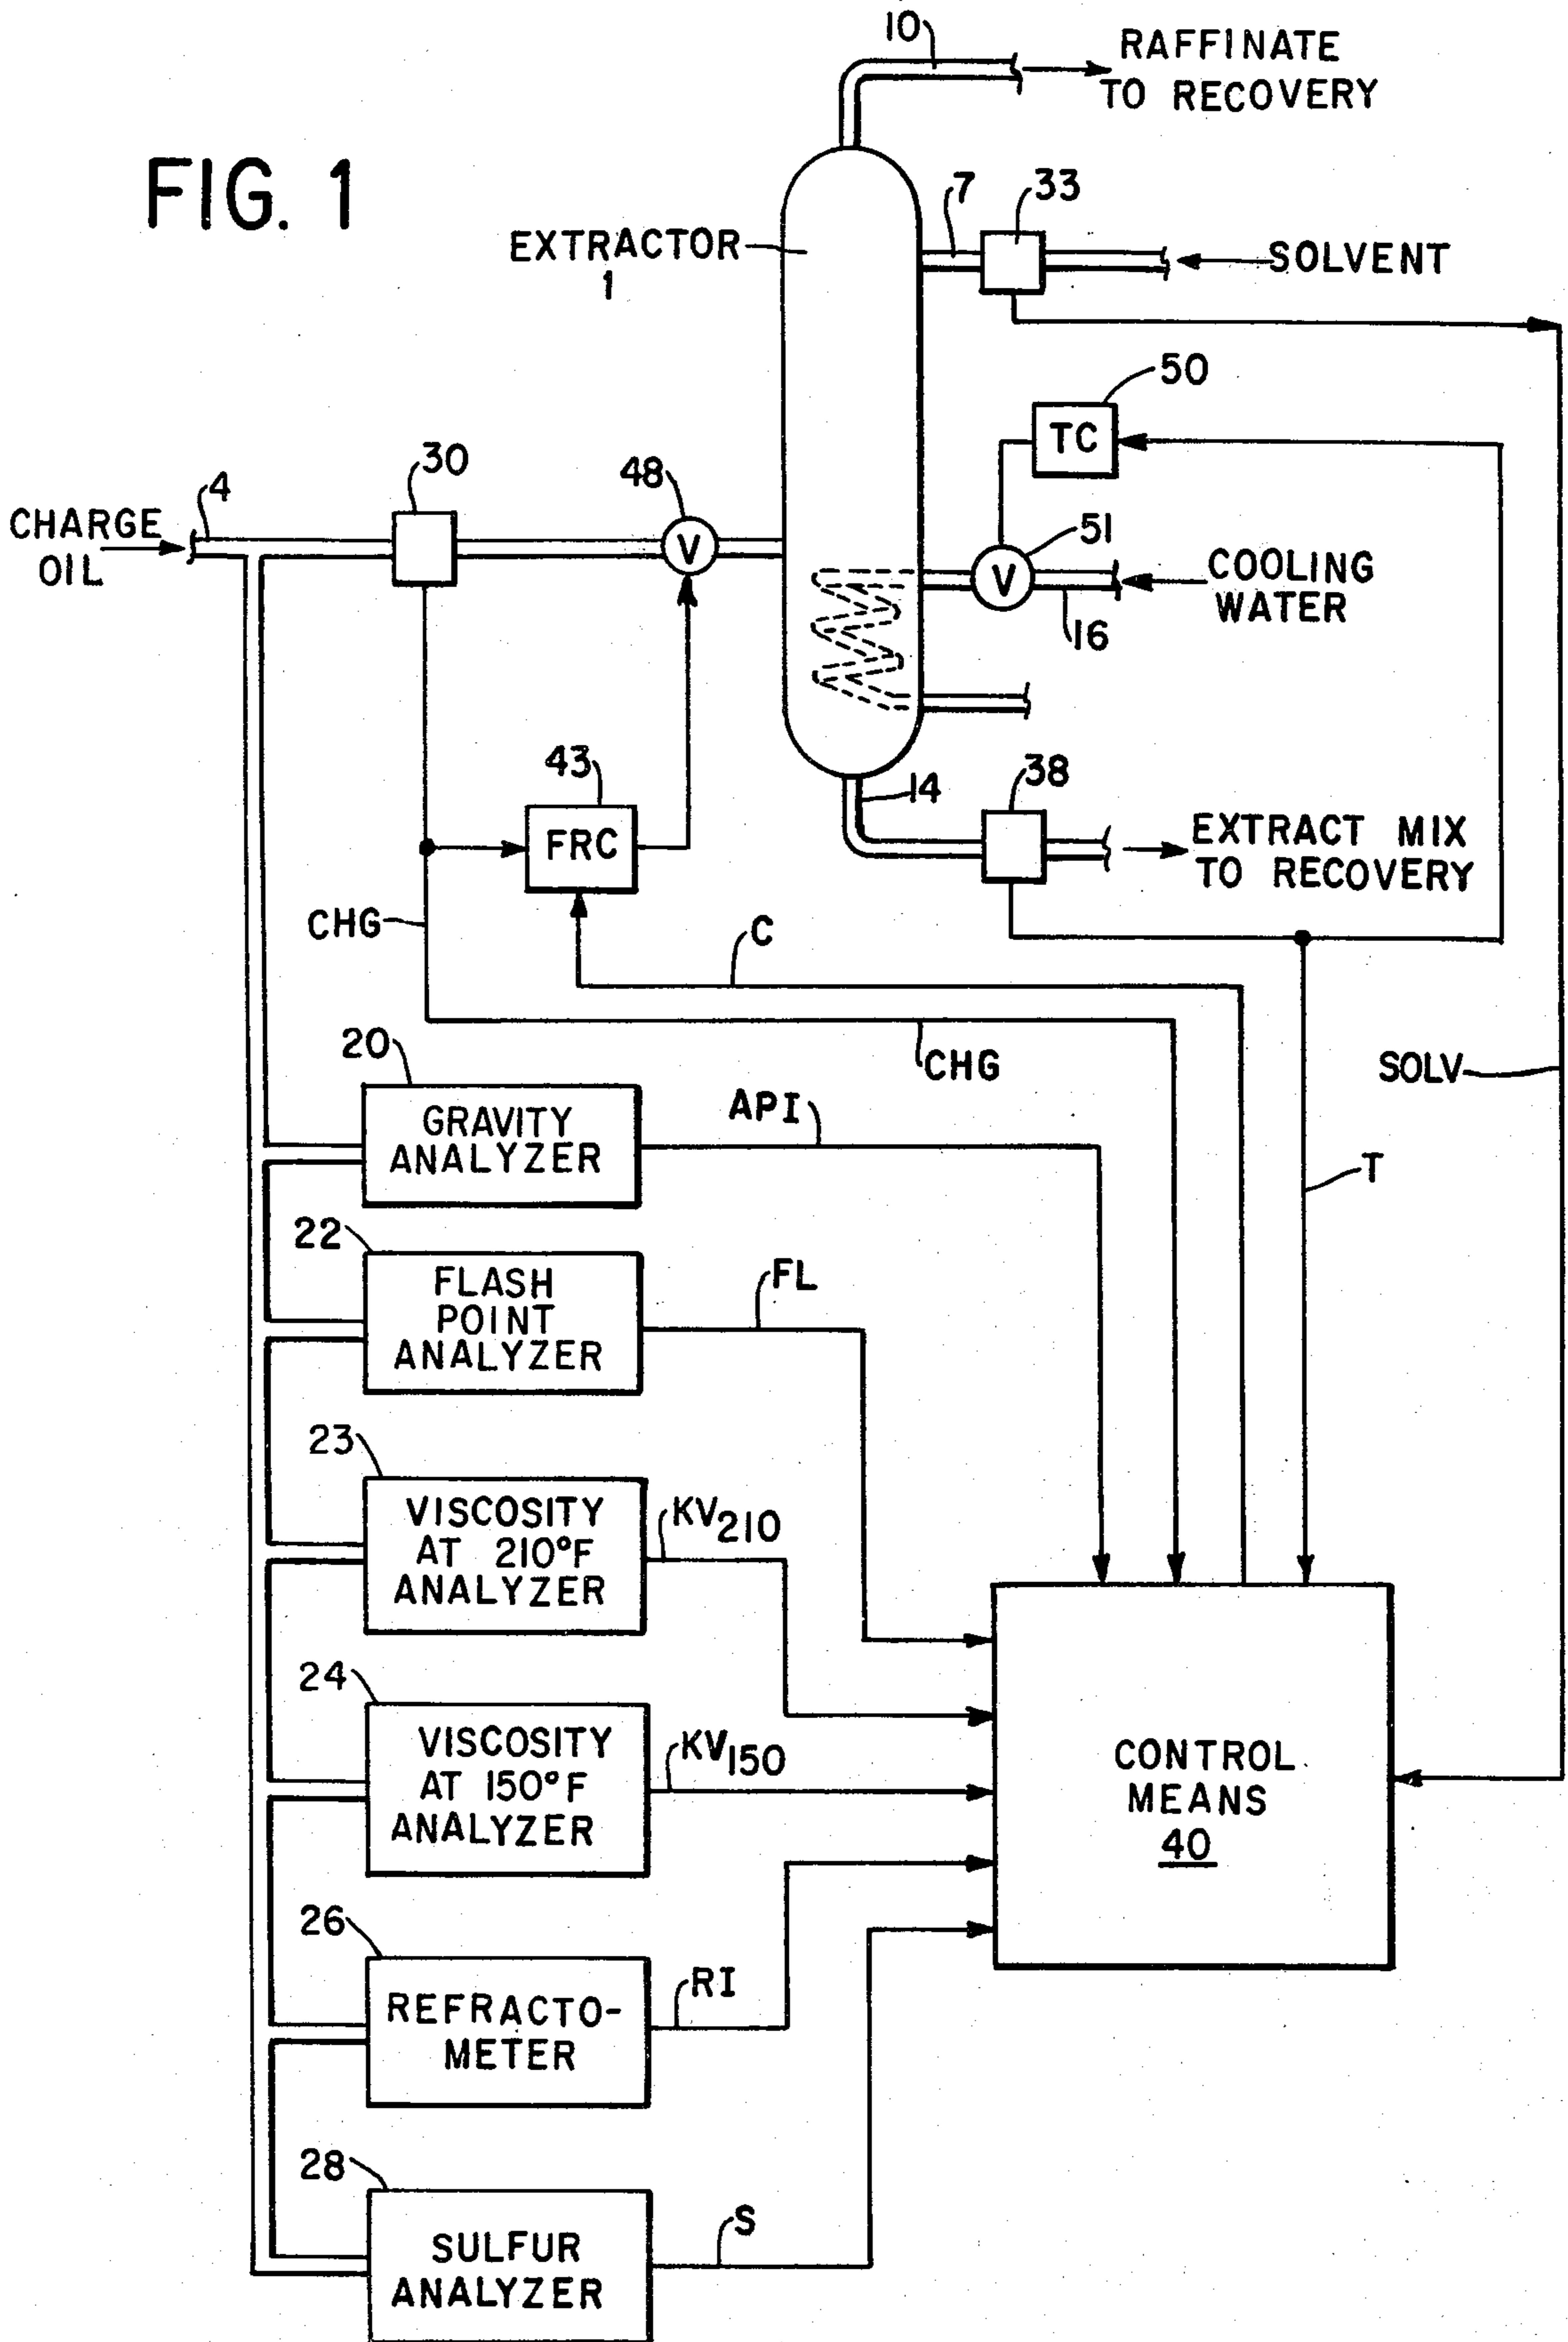 FIG. 1
10
RAFFINATE
TO RECOVERY
7
33
EXTRACTOR
1
SOLVENT
50
TC
30
48
4
CHARGE
OIL
V
51
V
COOLING
WATER
16
43
FRC
14
38
EXTRACT MIX
TO RECOVERY
CHG
C
CHG
SOLV
20
GRAVITY
ANALYZER
API
T
22
FLASH
POINT
ANALYZER
FL
23
VISCOSITY
AT 210°F
ANALYZER
KV210
24
VISCOSITY
AT 150°F
ANALYZER
KV150
CONTROL
MEANS
40
26
REFRACTO-
METER
RI
28
SULFUR
ANALYZER
S